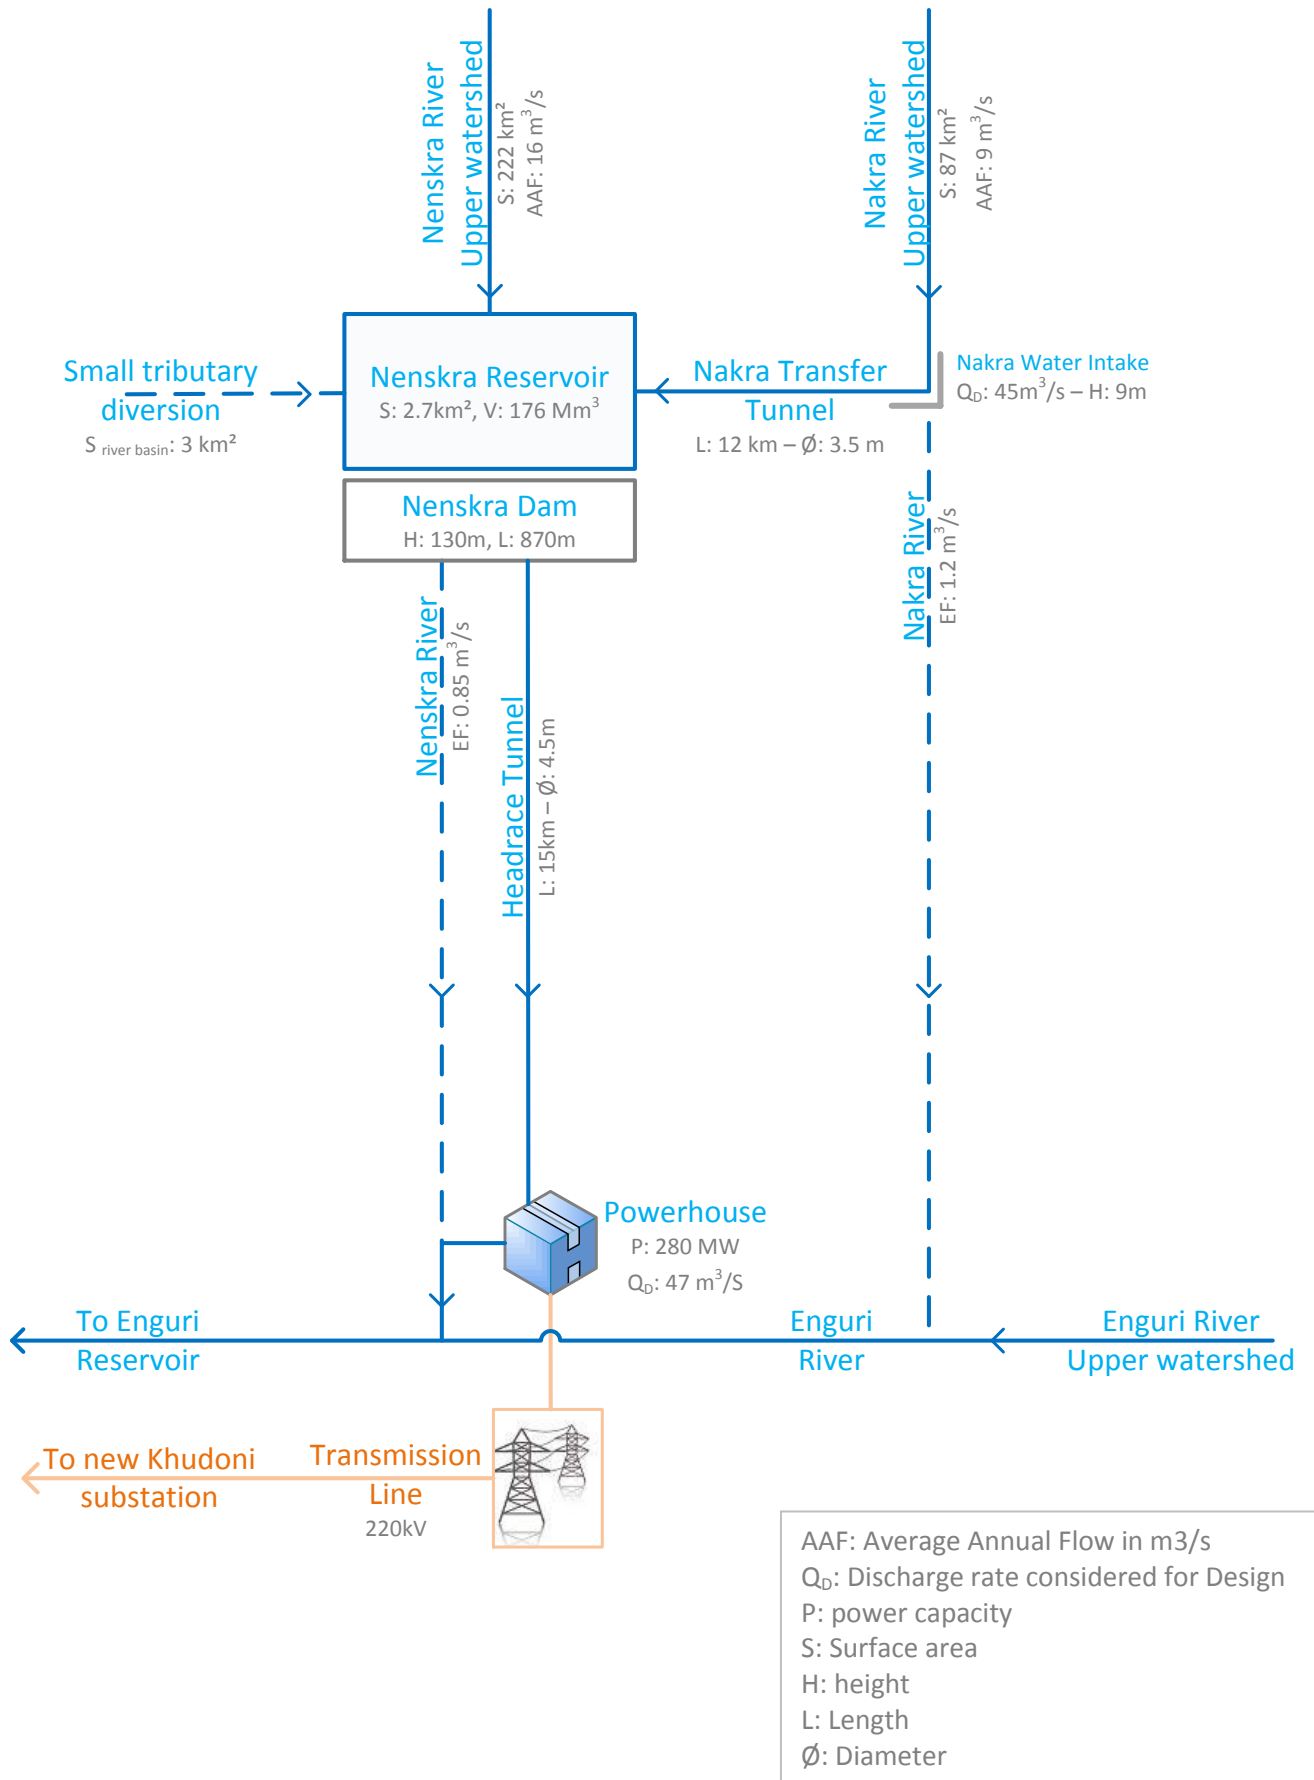 Nenskra River
Upper watershed
S: 222 km²
AAF: 16 m³/s
Nakra River
Upper watershed
S: 87 km²
AAF: 9 m³/s
Small tributary
diversion
S river basin: 3 km²
Nenskra Reservoir
S: 2.7km², V: 176 Mm³
Nakra Transfer
Tunnel
L: 12 km – Ø: 3.5 m
Nakra Water Intake
QD: 45m³/s – H: 9m
Nenskra Dam
H: 130m, L: 870m
Nenskra River
EF: 0.85 m³/s
Headrace Tunnel
L: 15km – Ø: 4.5m
Nakra River
EF: 1.2 m³/s
Powerhouse
P: 280 MW
QD: 47 m³/S
To Enguri
Reservoir
Enguri
River
Enguri River
Upper watershed
To new Khudoni
substation
Transmission
Line
220kV
AAF: Average Annual Flow in m3/s
QD: Discharge rate considered for Design
P: power capacity
S: Surface area
H: height
L: Length
Ø: Diameter